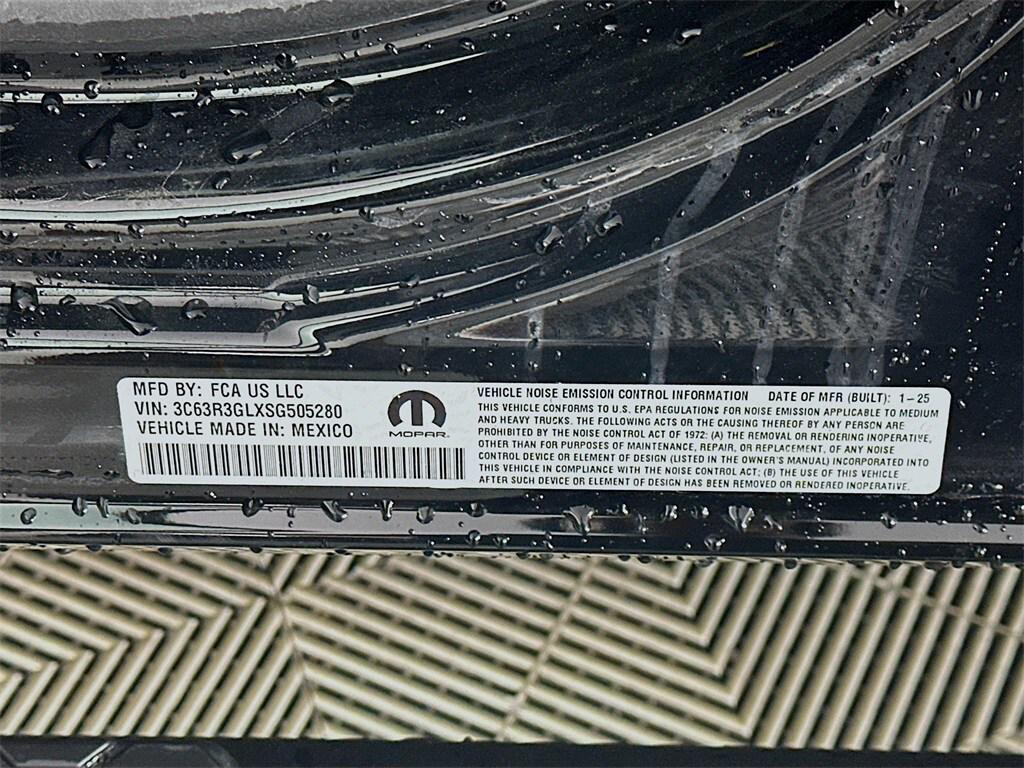 MFD BY: FCA US LLC
VIN: 3C63R3GLXSG505280
VEHICLE MADE IN: MEXICO
MOPAR
VEHICLE NOISE EMISSION CONTROL INFORMATION DATE OF MFR (BUILT): 1-25
THIS VEHICLE CONFORMS TO U.S. EPA REGULATIONS FOR NOISE EMISSION APPLICABLE TO MEDIUM
AND HEAVY TRUCKS. THE FOLLOWING ACTS OR THE CAUSING THEREOF BY ANY PERSON ARE
PROHIBITED BY THE NOISE CONTROL ACT OF 1972: (A) THE REMOVAL OR RENDERING INOPERATIVE,
OTHER THAN FOR PURPOSES OF MAINTENANCE, REPAIR, OR REPLACEMENT, OF ANY NOISE
CONTROL DEVICE OR ELEMENT OF DESIGN (LISTED IN THE OWNER'S MANUAL) INCORPORATED INTO
THIS VEHICLE IN COMPLIANCE WITH THE NOISE CONTROL ACT; (B) THE USE OF THIS VEHICLE
AFTER SUCH DEVICE OR ELEMENT OF DESIGN HAS BEEN REMOVED OR RENDERED INOPERATIVE.